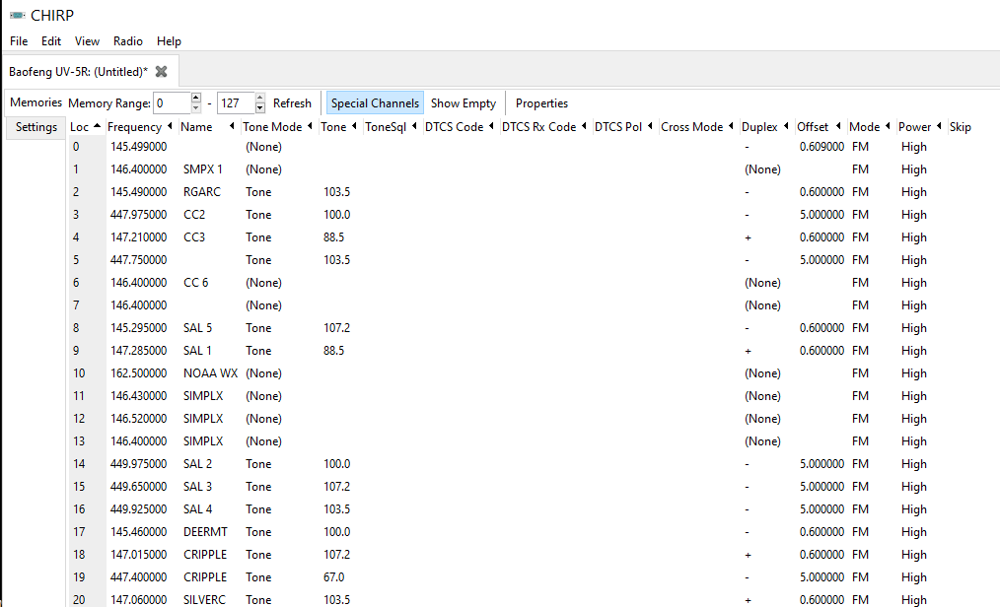 CHIRP
File Edit View Radio Help
Baofeng UV-5R: (Untitled)*
Memories Memory Range: 0 - 127 Refresh Special Channels Show Empty Properties
Settings Loc Frequency Name Tone Mode Tone ToneSql DTCS Code DTCS Rx Code DTCS Pol Cross Mode Duplex Offset Mode Power Skip
0 145.499000 (None) - 0.609000 FM High
1 146.400000 SMPX 1 (None) (None) FM High
2 145.490000 RGARC Tone 103.5 - 0.600000 FM High
3 447.975000 CC2 Tone 100.0 - 5.000000 FM High
4 147.210000 CC3 Tone 88.5 + 0.600000 FM High
5 447.750000 Tone 103.5 - 5.000000 FM High
6 146.400000 CC 6 (None) (None) FM High
7 146.400000 (None) (None) FM High
8 145.295000 SAL 5 Tone 107.2 - 0.600000 FM High
9 147.285000 SAL 1 Tone 88.5 + 0.600000 FM High
10 162.500000 NOAA WX (None) (None) FM High
11 146.430000 SIMPLX (None) (None) FM High
12 146.520000 SIMPLX (None) (None) FM High
13 146.400000 SIMPLX (None) (None) FM High
14 449.975000 SAL 2 Tone 100.0 - 5.000000 FM High
15 449.650000 SAL 3 Tone 107.2 - 5.000000 FM High
16 449.925000 SAL 4 Tone 103.5 - 5.000000 FM High
17 145.460000 DEERMT Tone 100.0 - 0.600000 FM High
18 147.015000 CRIPPLE Tone 107.2 + 0.600000 FM High
19 447.400000 CRIPPLE Tone 67.0 - 5.000000 FM High
20 147.060000 SILVERC Tone 103.5 + 0.600000 FM High